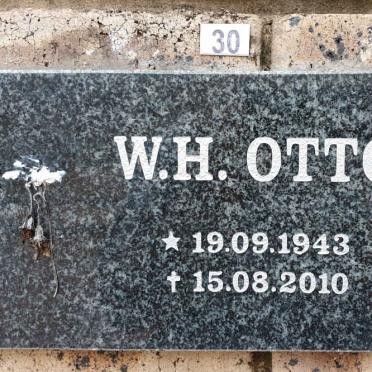 30
W.H. OTTO
★ 19.09.1943
✝ 15.08.2010